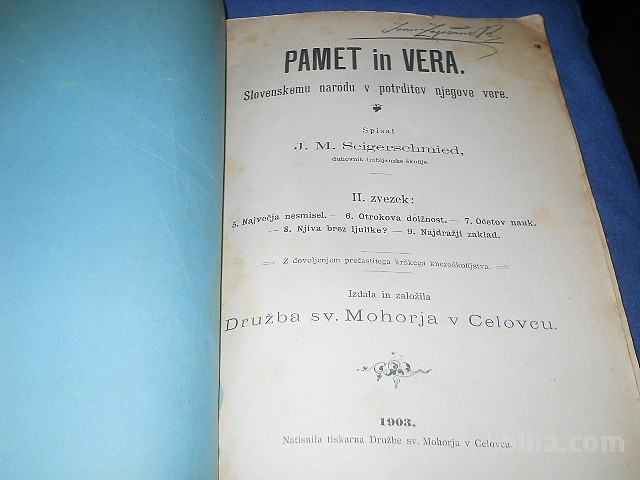 PAMET in VERA.
Slovenskemu narodu v potrditev njegove vere.
Spisal
J. M. Seigerschmied,
duhovnik ljubljanske škofije.
II. zvezek:
5. Največja nesmisel. — 6. Otrokova dolžnost. — 7. Očetov nauk.
— 8. Njiva brez ljulike? — 9. Najdražji zaklad.
Z dovoljenjem prečastitega krškega knezoškofijstva.
Izdala in založila
Družba sv. Mohorja v Celovcu.
1903.
Natisnila tiskarna Družbe sv. Mohorja v Celovcu.